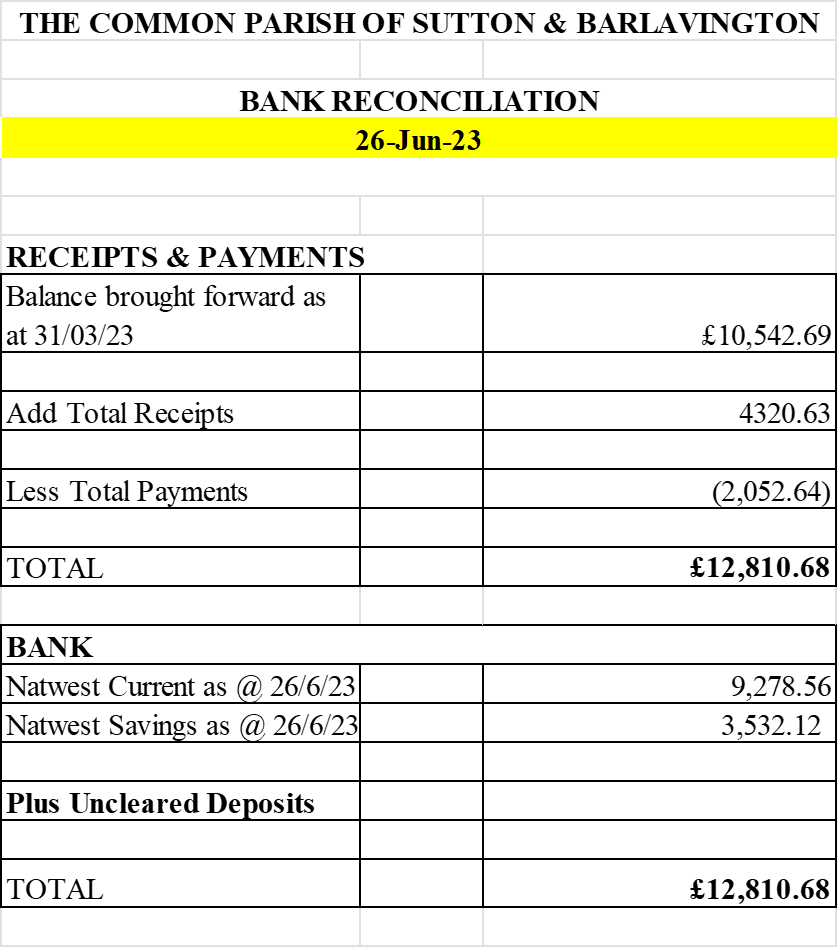 THE COMMON PARISH OF SUTTON & BARLAVINGTON
BANK RECONCILIATION
26-Jun-23
RECEIPTS & PAYMENTS
Balance brought forward as
at 31/03/23 £10,542.69
Add Total Receipts 4320.63
Less Total Payments (2,052.64)
TOTAL £12,810.68
BANK
Natwest Current as @ 26/6/23 9,278.56
Natwest Savings as @ 26/6/23 3,532.12
Plus Uncleared Deposits
TOTAL £12,810.68